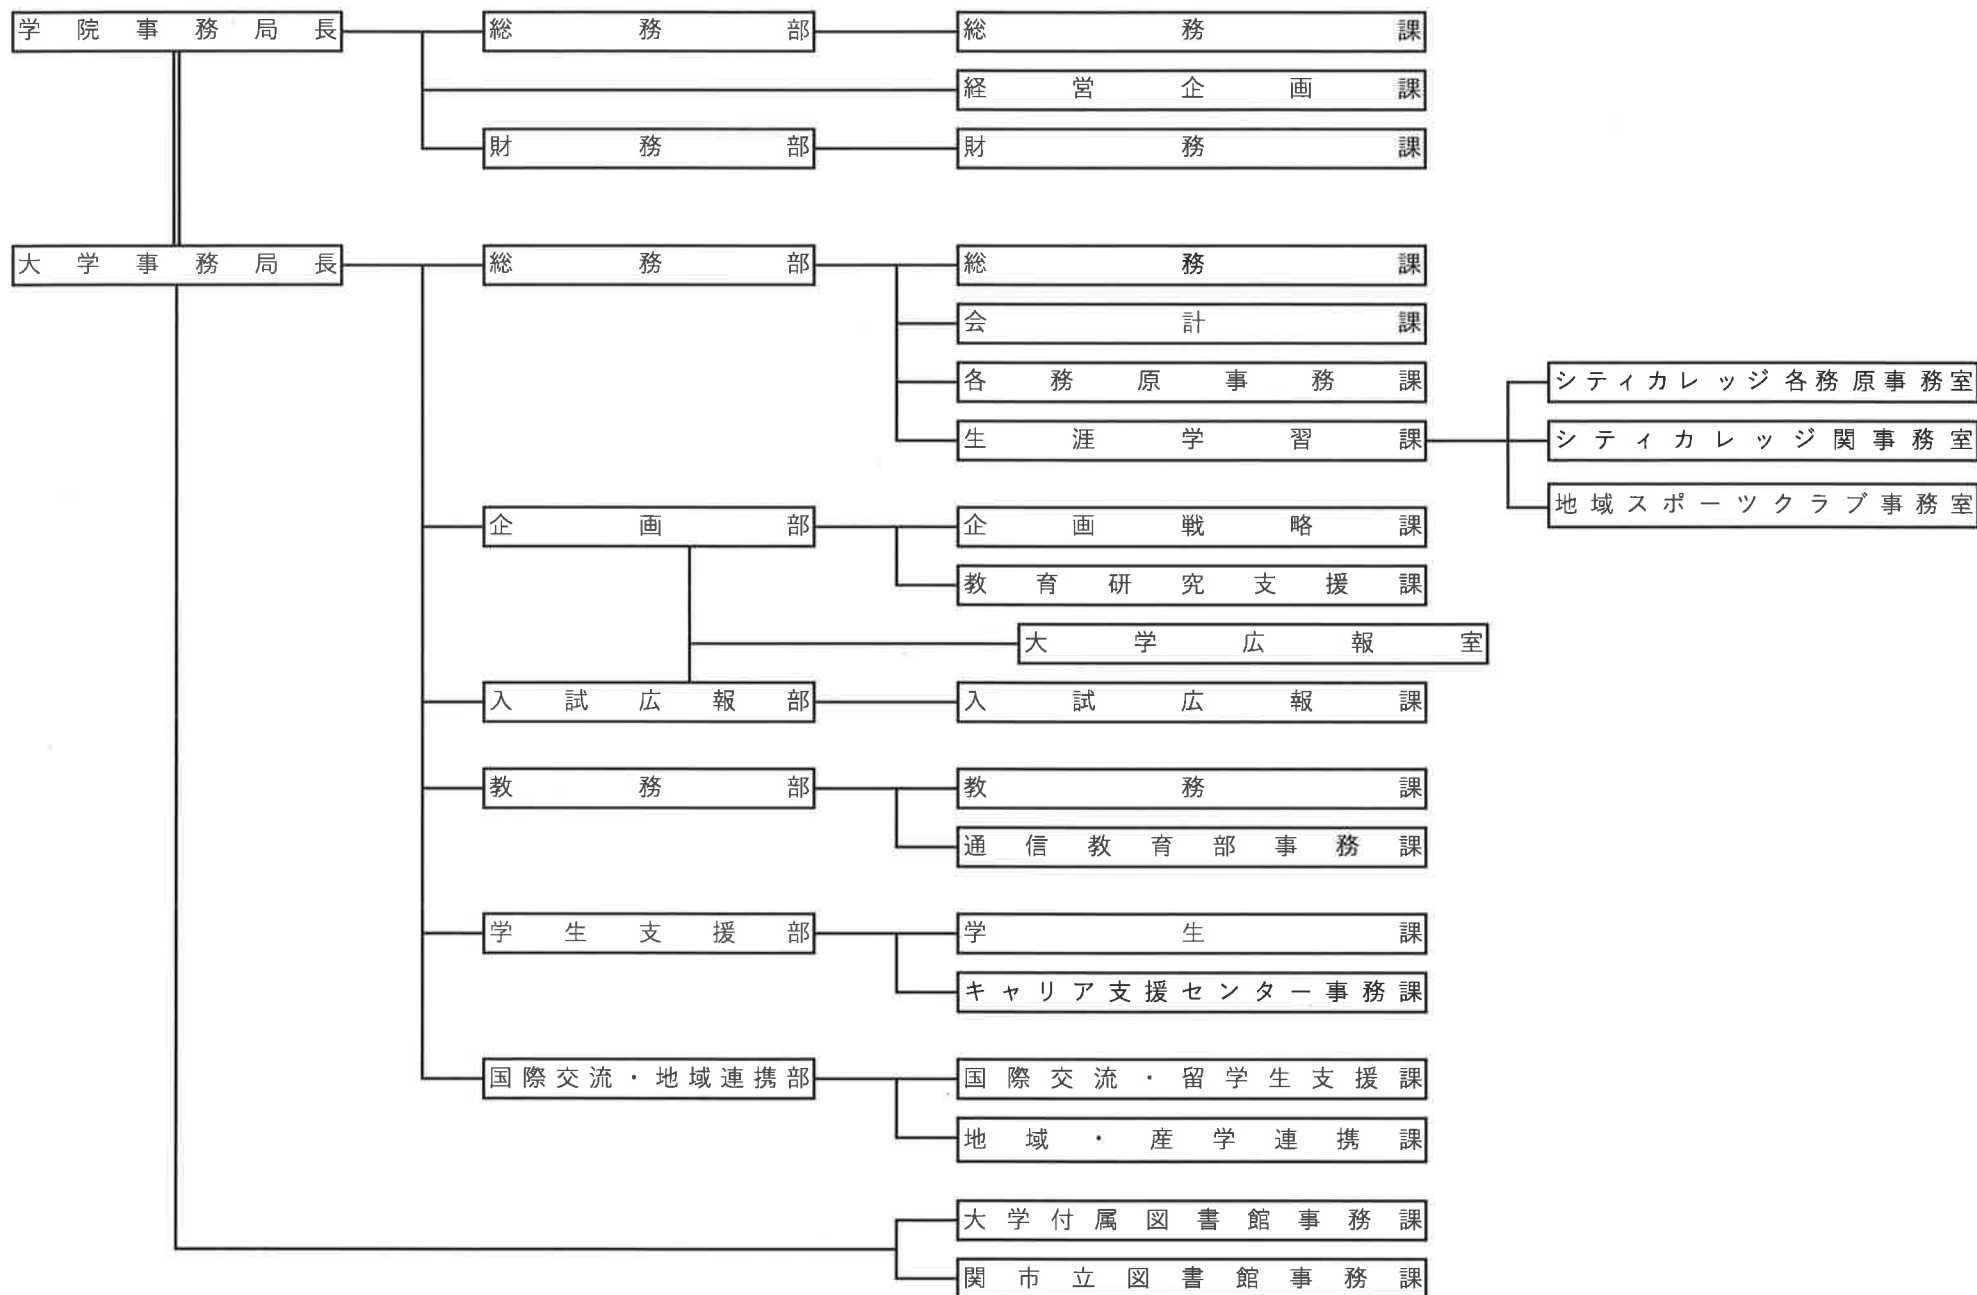 学院事務局長 総務部 総務課
経営企画課
財務部 財務課
大学事務局長 総務部 総務課
会計課
各務原事務課 シティカレッジ各務原事務室
生涯学習課 シティカレッジ関事務室
地域スポーツクラブ事務室
企画部 企画戦略課
教育研究支援課
大学広報室
入試広報部 入試広報課
教務部 教務課
通信教育部事務課
学生支援部 学生課
キャリア支援センター事務課
国際交流・地域連携部 国際交流・留学生支援課
地域・産学連携課
大学付属図書館事務課
関市立図書館事務課